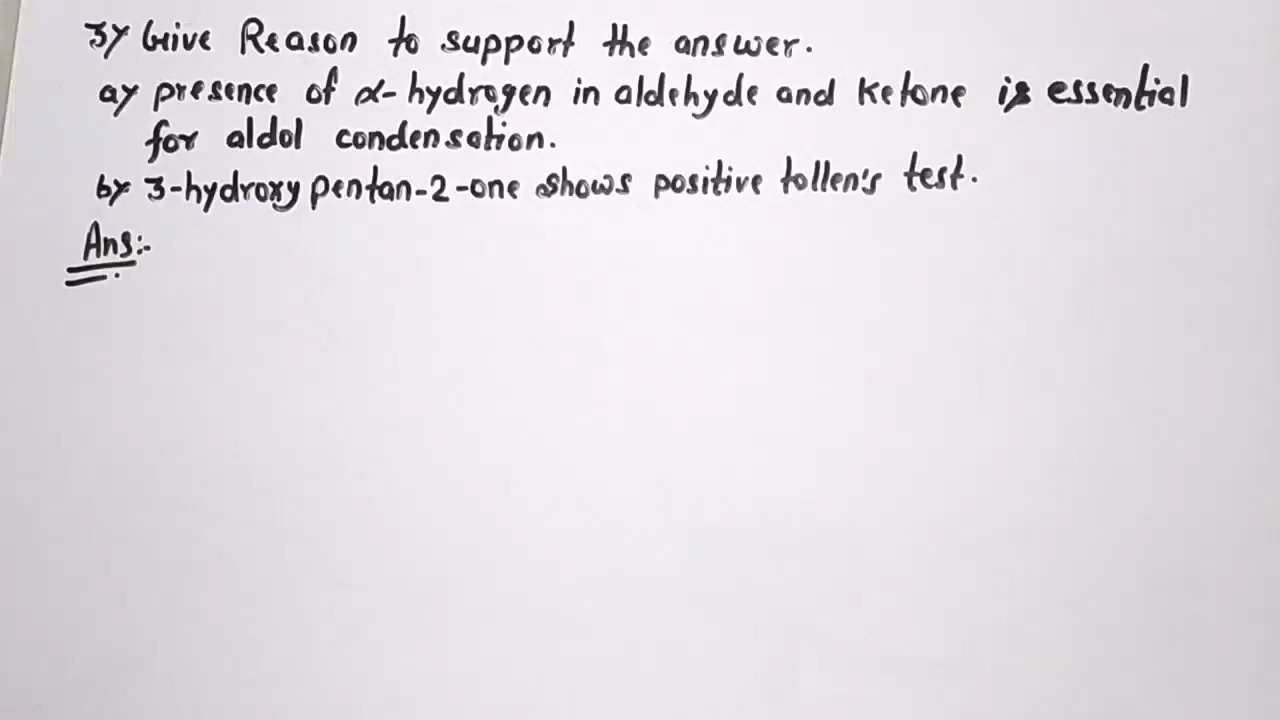 3) Give Reason to support the answer.
a) presence of α-hydrogen in aldehyde and ketone is essential
for aldol condensation.
b) 3-hydroxy pentan-2-one shows positive tollen's test.
Ans:-